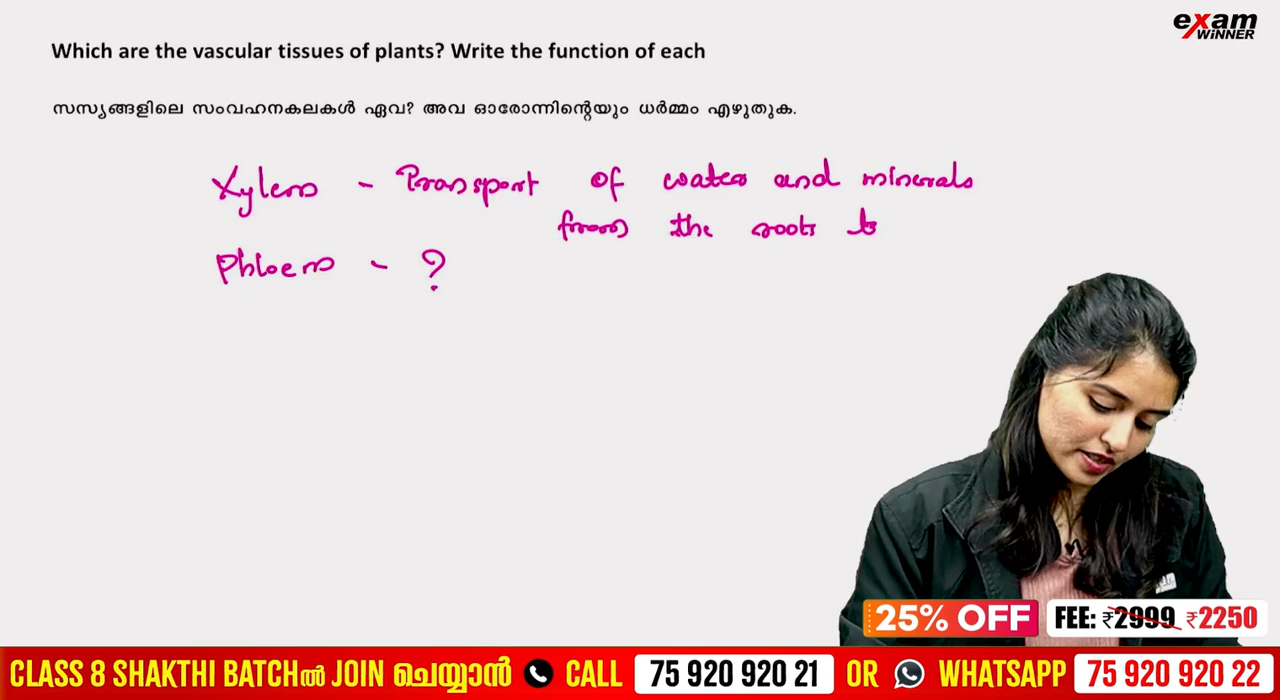 exam
WiNNER
Which are the vascular tissues of plants? Write the function of each
സസ്യങ്ങളിലെ സംവഹനകലകൾ ഏവ? അവ ഓരോന്നിന്റെയും ധർമ്മം എഴുതുക.
Xylem - Transport of water and minerals
from the roots to
Phloem - ?
25% OFF FEE: ₹2999 ₹2250
CLASS 8 SHAKTHI BATCHൽ JOIN ചെയ്യാൻ CALL 75 920 920 21 OR WHATSAPP 75 920 920 22